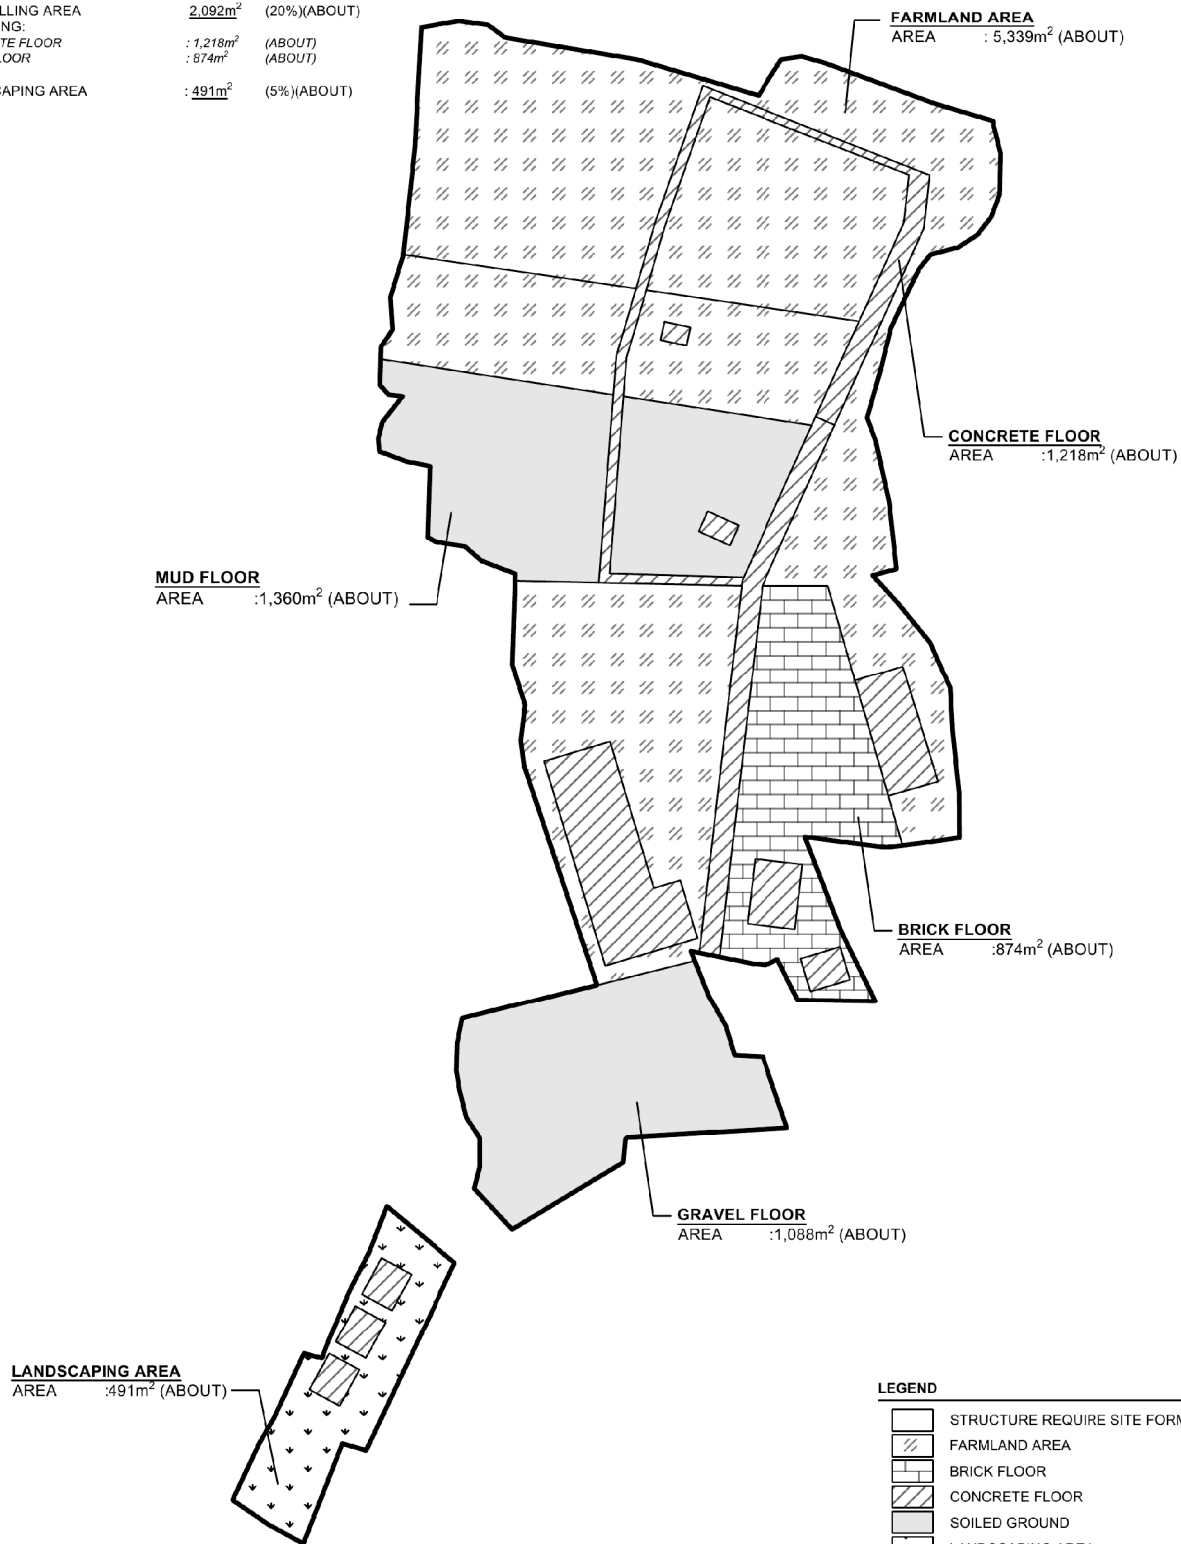 LLING AREA 2,092m² (20%)(ABOUT)
NG:
TE FLOOR : 1,218m² (ABOUT)
LOOR : 874m² (ABOUT)
CAPING AREA : 491m² (5%)(ABOUT)
FARMLAND AREA
AREA : 5,339m² (ABOUT)
CONCRETE FLOOR
AREA :1,218m² (ABOUT)
MUD FLOOR
AREA :1,360m² (ABOUT)
BRICK FLOOR
AREA :874m² (ABOUT)
GRAVEL FLOOR
AREA :1,088m² (ABOUT)
LANDSCAPING AREA
AREA :491m² (ABOUT)
LEGEND
STRUCTURE REQUIRE SITE FORM
FARMLAND AREA
BRICK FLOOR
CONCRETE FLOOR
SOILED GROUND